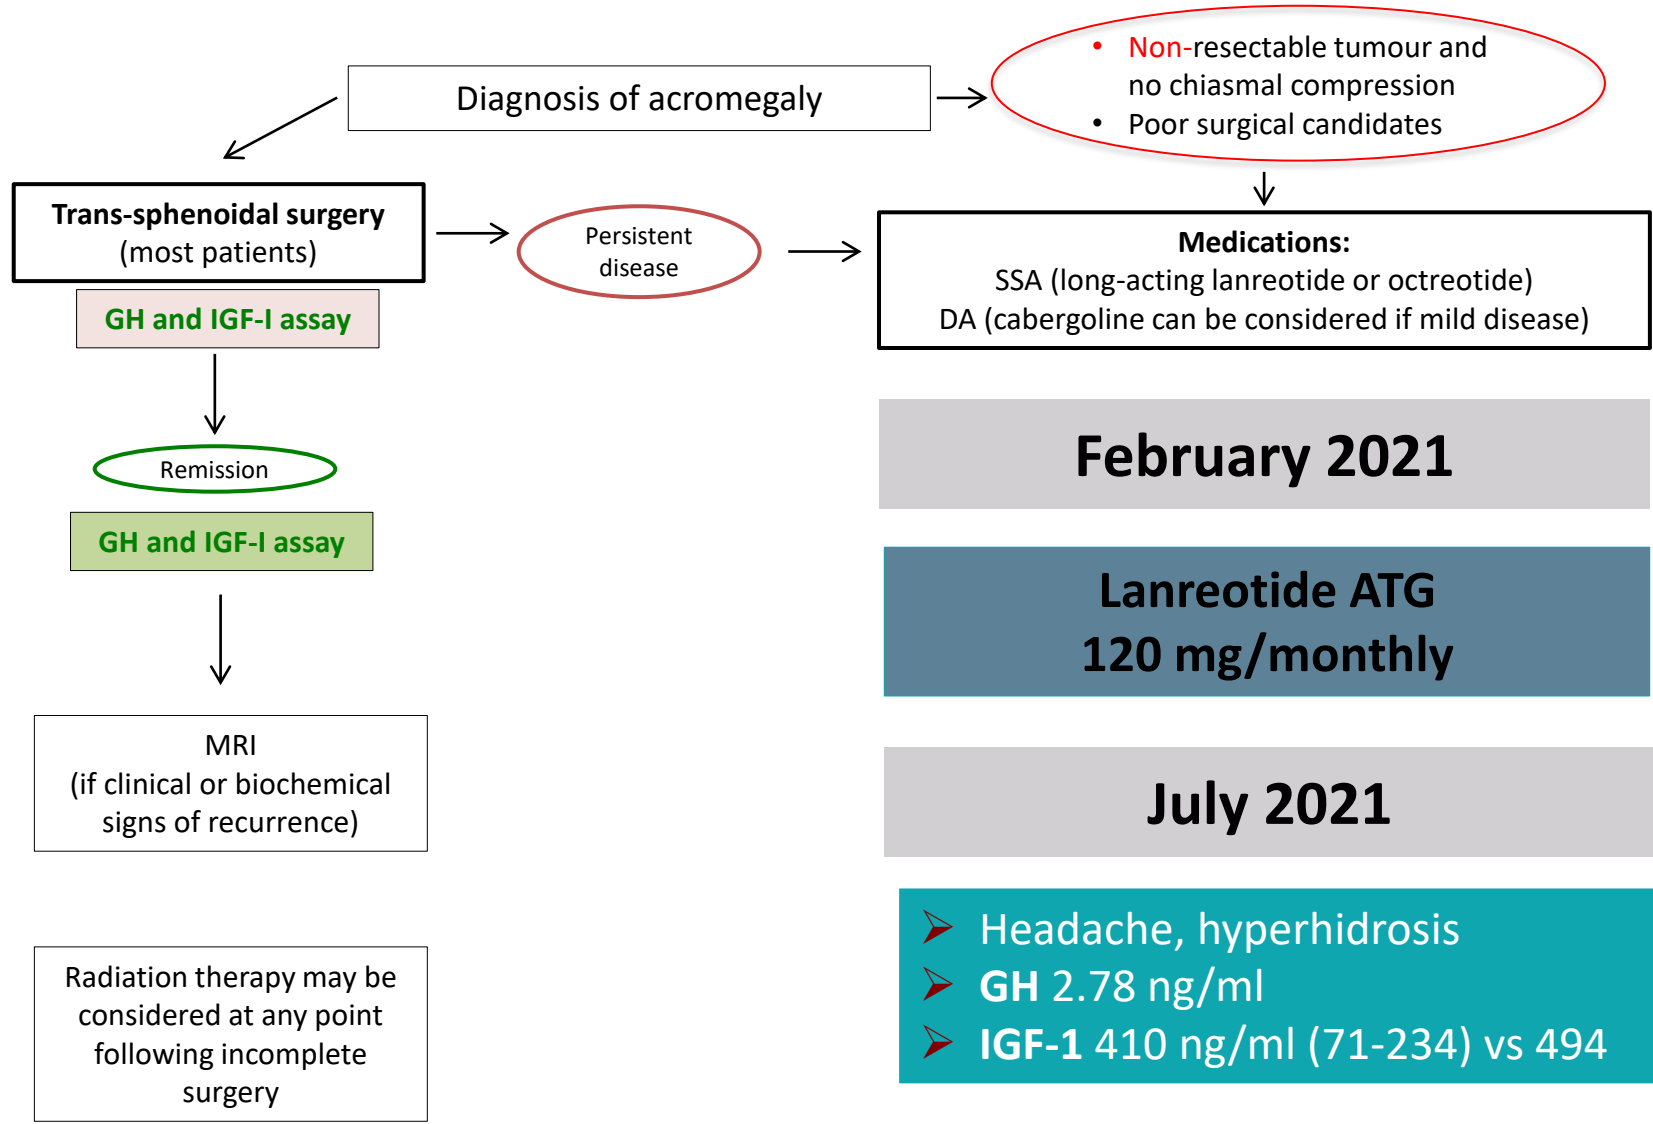 Diagnosis of acromegaly
• Non-resectable tumour and
no chiasmal compression
• Poor surgical candidates
Trans-sphenoidal surgery
(most patients)
GH and IGF-I assay
Persistent
disease
Medications:
SSA (long-acting lanreotide or octreotide)
DA (cabergoline can be considered if mild disease)
Remission
GH and IGF-I assay
MRI
(if clinical or biochemical
signs of recurrence)
Radiation therapy may be
considered at any point
following incomplete
surgery
February 2021
Lanreotide ATG
120 mg/monthly
July 2021
➢ Headache, hyperhidrosis
➢ GH 2.78 ng/ml
➢ IGF-1 410 ng/ml (71-234) vs 494